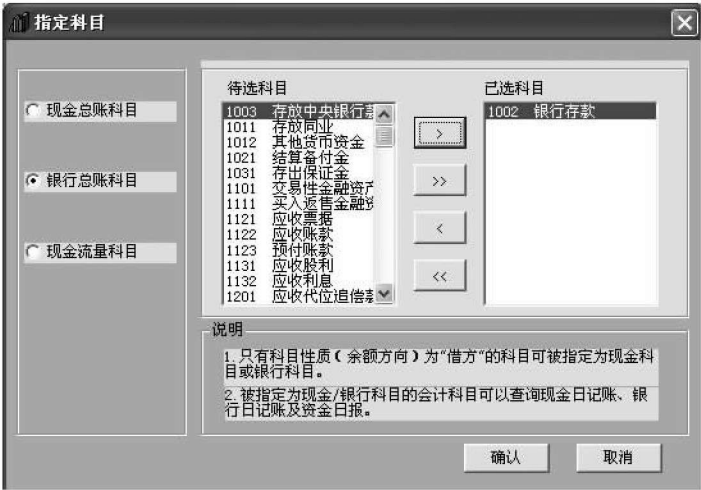 指定科目
现金总账科目
银行总账科目
现金流量科目
待选科目
1003 存放中央银行
1011 存放同业
1012 其他货币资金
1021 结算备付金
1031 存出保证金
1101 交易性金融资产
1111 买入返售金融资
1121 应收票据
1122 应收账款
1123 预付账款
1131 应收股利
1132 应收利息
1201 应收代位追偿
>
>>
<
<<
已选科目
1002 银行存款
说明
1.只有科目性质(余额方向)为“借方”的科目可被指定为现金科
目或银行科目。
2.被指定为现金/银行科目的会计科目可以查询现金日记账、银
行日记账及资金日报。
确认
取消